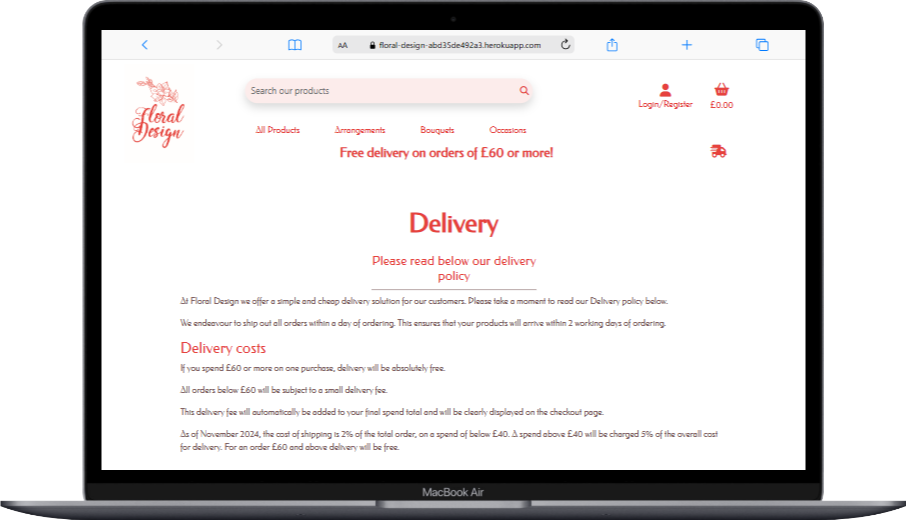 AA floral-design-abd35de492a3.herokuapp.com
Floral
Design
Search our products
Login/Register
£0.00
All Products Arrangements Bouquets Occasions
Free delivery on orders of £60 or more!
Delivery
Please read below our delivery
policy
At Floral Design we offer a simple and cheap delivery solution for our customers. Please take a moment to read our Delivery policy below.
We endeavour to ship out all orders within a day of ordering. This ensures that your products will arrive within 2 working days of ordering.
Delivery costs
If you spend £60 or more on one purchase, delivery will be absolutely free.
All orders below £60 will be subject to a small delivery fee.
This delivery fee will automatically be added to your final spend total and will be clearly displayed on the checkout page.
As of November 2024, the cost of shipping is 2% of the total order, on a spend of below £40. A spend above £40 will be charged 5% of the overall cost
for delivery. For an order £60 and above delivery will be free.
MacBook Air